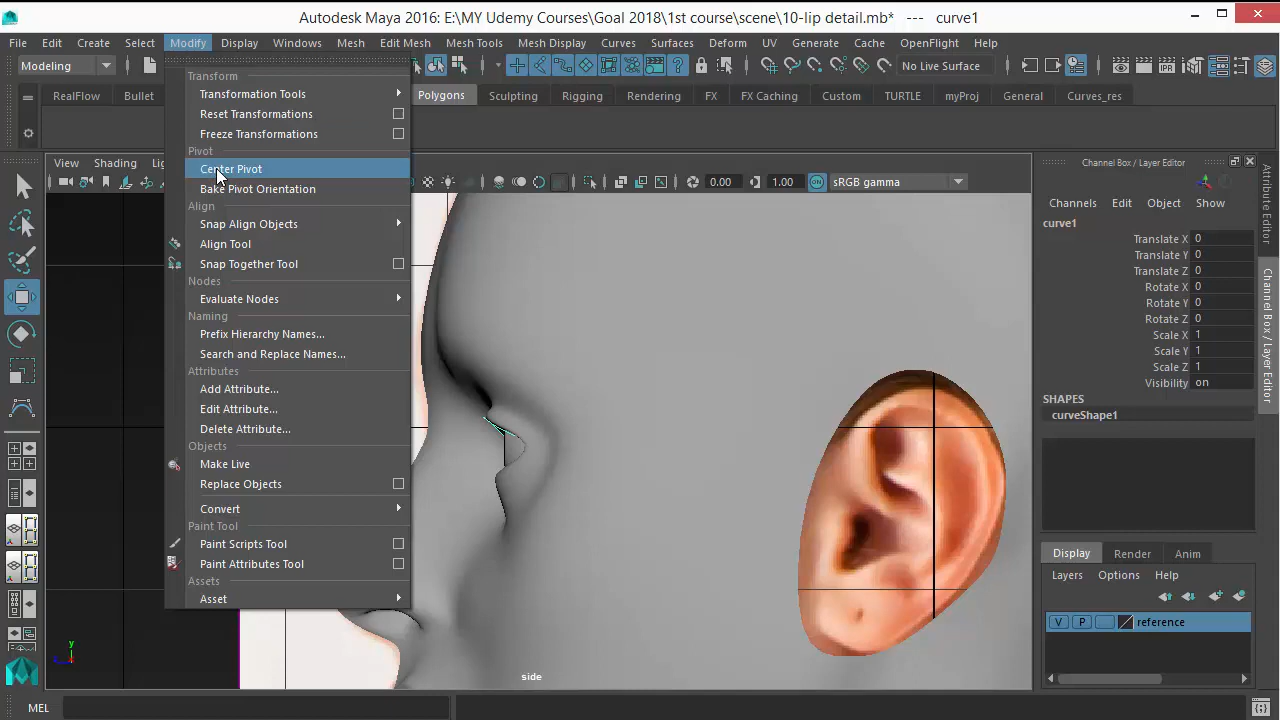 Autodesk Maya 2016: E:\MY Udemy Courses\Goal 2018\1st course\scene\10-lip detail.mb* --- curve1
File Edit Create Select Modify Display Windows Mesh Edit Mesh Mesh Tools Mesh Display Curves Surfaces Deform UV Generate Cache OpenFlight Help
Modeling
No Live Surface
RealFlow Bullet Polygons Sculpting Rigging Rendering FX FX Caching Custom TURTLE myProj General Curves_res
View Shading
0.00 1.00 ON sRGB gamma
Transform
Transformation Tools
Reset Transformations
Freeze Transformations
Pivot
Center Pivot
Bake Pivot Orientation
Align
Snap Align Objects
Align Tool
Snap Together Tool
Nodes
Evaluate Nodes
Naming
Prefix Hierarchy Names...
Search and Replace Names...
Attributes
Add Attribute...
Edit Attribute...
Delete Attribute...
Objects
Make Live
Replace Objects
Convert
Paint Tool
Paint Scripts Tool
Paint Attributes Tool
Assets
Asset
side
y
Channel Box / Layer Editor
Channels Edit Object Show
curve1
Translate X 0
Translate Y 0
Translate Z 0
Rotate X 0
Rotate Y 0
Rotate Z 0
Scale X 1
Scale Y 1
Scale Z 1
Visibility on
SHAPES
curveShape1
Display Render Anim
Layers Options Help
V P reference
Attribute Editor
Channel Box / Layer Editor
MEL